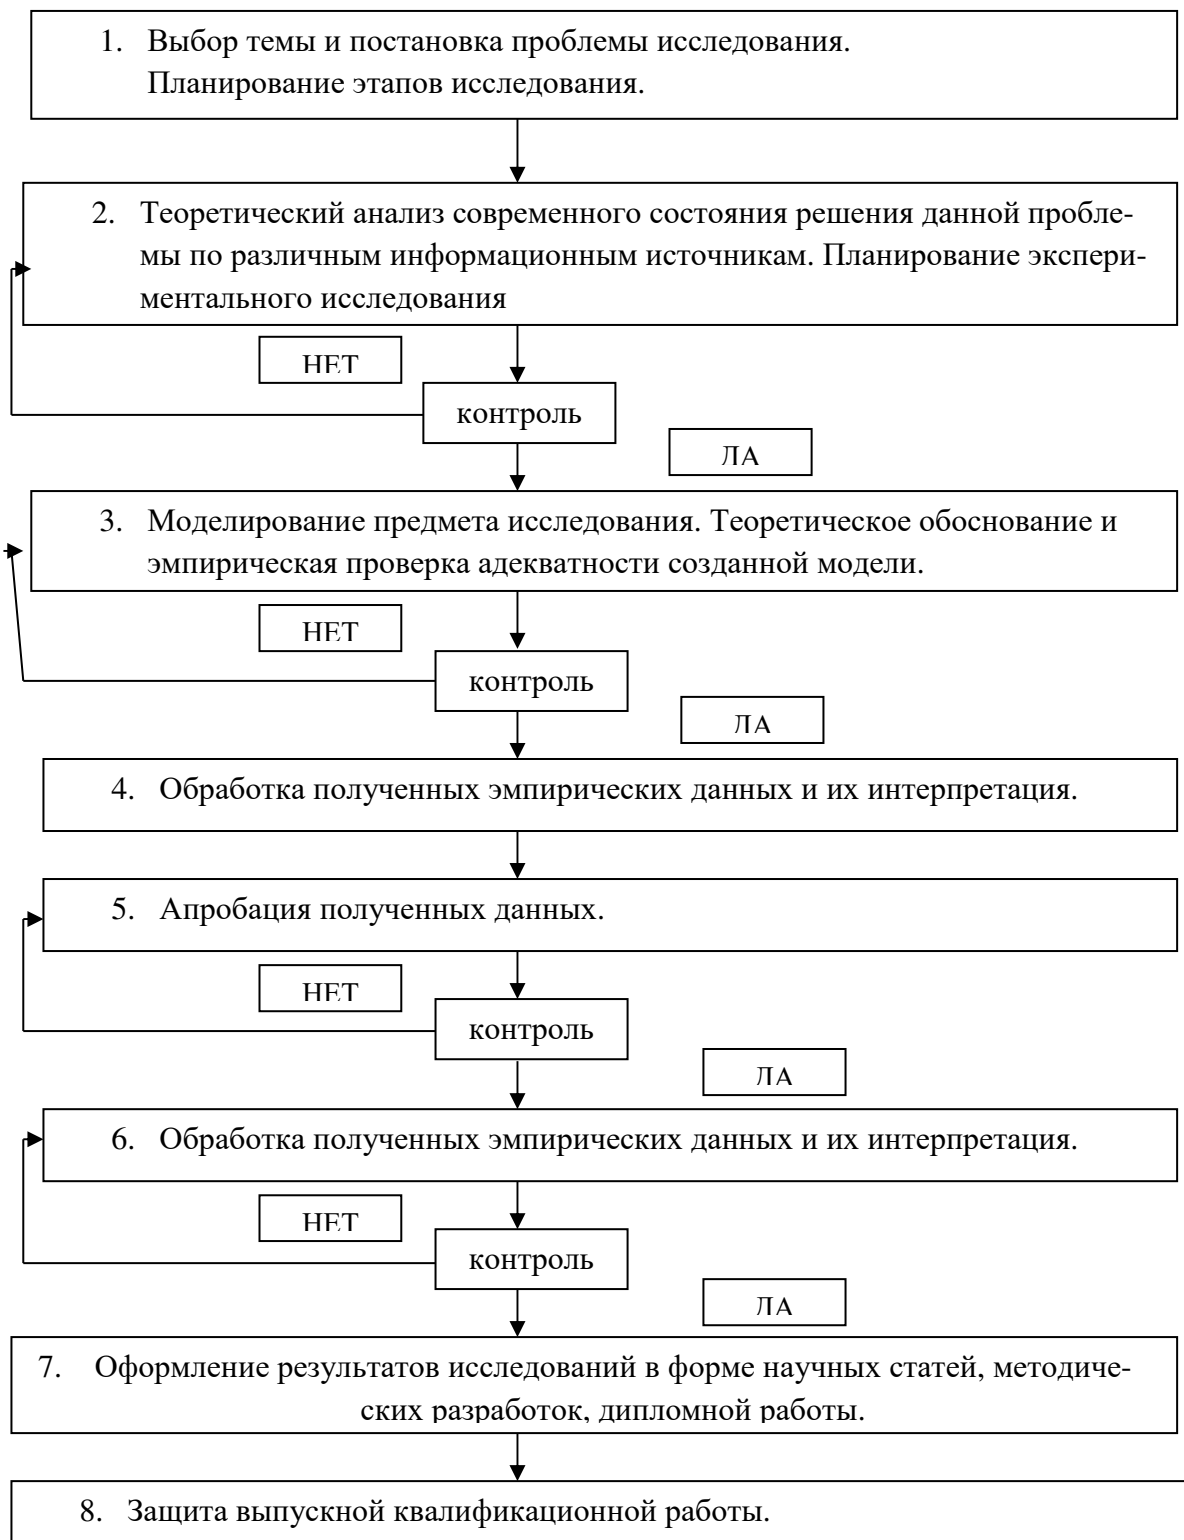 1. Выбор темы и постановка проблемы исследования.
Планирование этапов исследования.
2. Теоретический анализ современного состояния решения данной пробле-
мы по различным информационным источникам. Планирование экспери-
ментального исследования
НЕТ
контроль
ДА
3. Моделирование предмета исследования. Теоретическое обоснование и
эмпирическая проверка адекватности созданной модели.
НЕТ
контроль
ДА
4. Обработка полученных эмпирических данных и их интерпретация.
5. Апробация полученных данных.
НЕТ
контроль
ДА
6. Обработка полученных эмпирических данных и их интерпретация.
НЕТ
контроль
ДА
7. Оформление результатов исследований в форме научных статей, методиче-
ских разработок, дипломной работы.
8. Защита выпускной квалификационной работы.